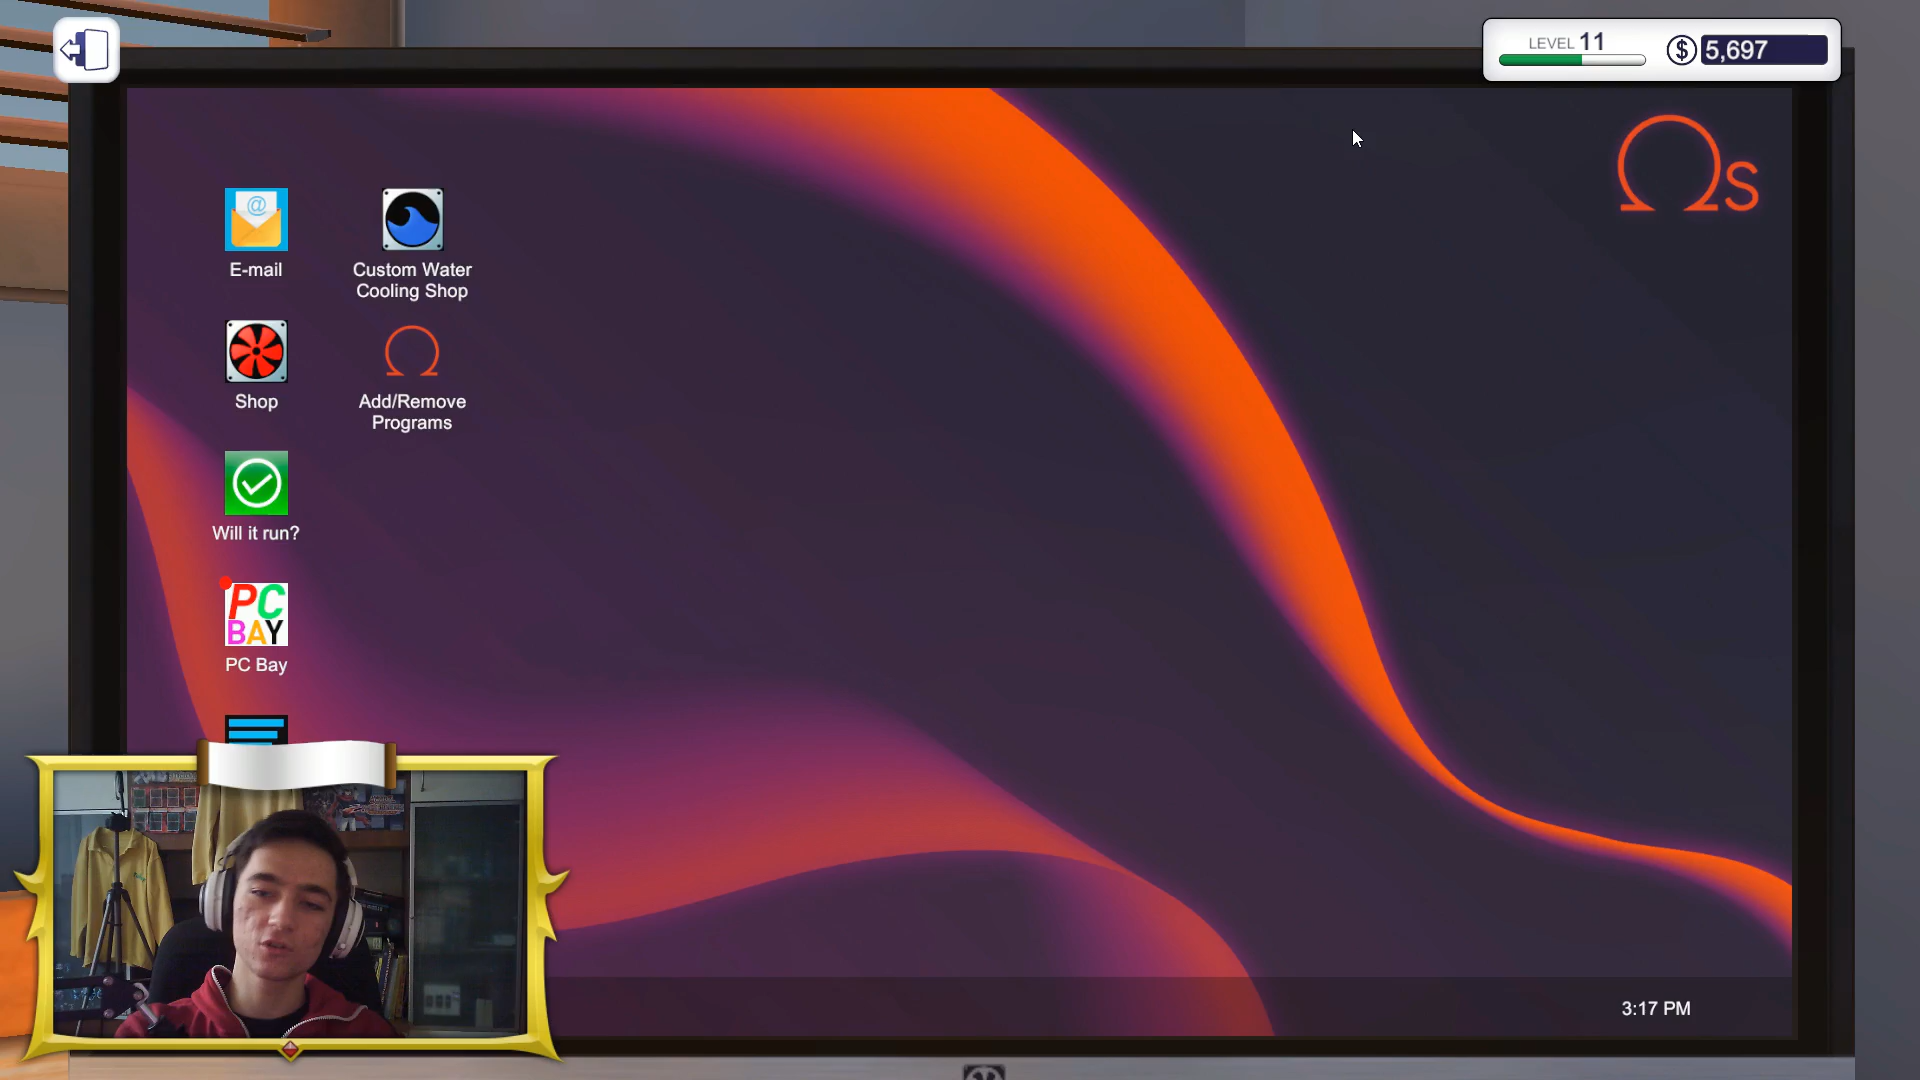 LEVEL 11
$ 5,697
Ωs
E-mail
Custom Water
Cooling Shop
Shop
Add/Remove
Programs
Will it run?
PC
BAY
PC Bay
3:17 PM